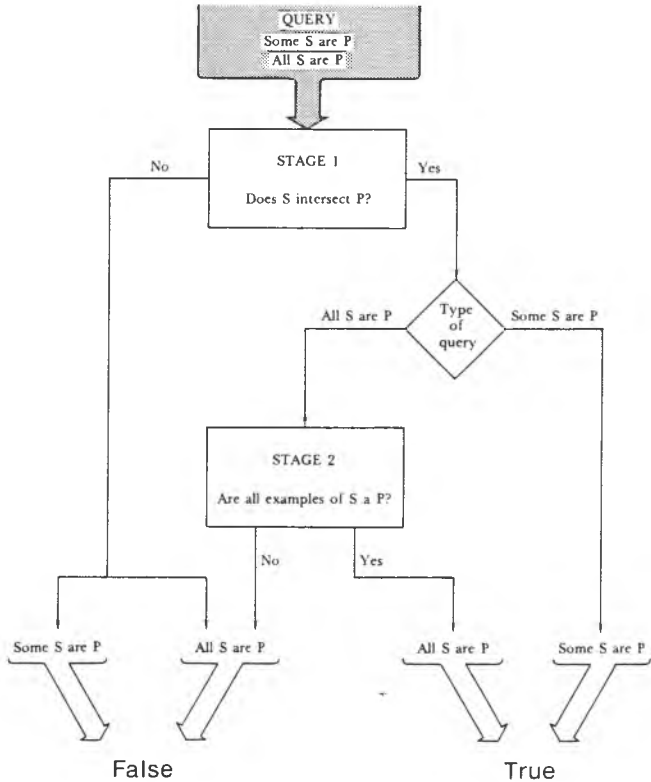 QUERY
Some S are P
All S are P
STAGE 1
Does S intersect P?
No
Yes
Type
of
query
All S are P
Some S are P
STAGE 2
Are all examples of S a P?
No
Yes
Some S are P
All S are P
All S are P
Some S are P
False
True